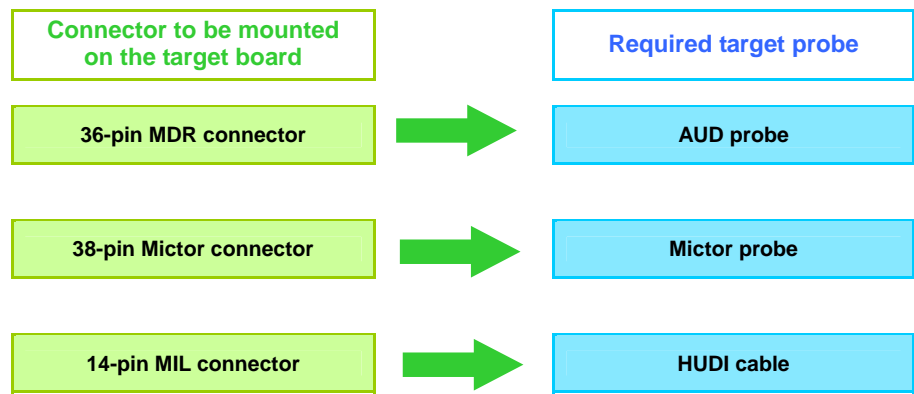 Connector to be mounted
on the target board
Required target probe
36-pin MDR connector
AUD probe
38-pin Mictor connector
Mictor probe
14-pin MIL connector
HUDI cable